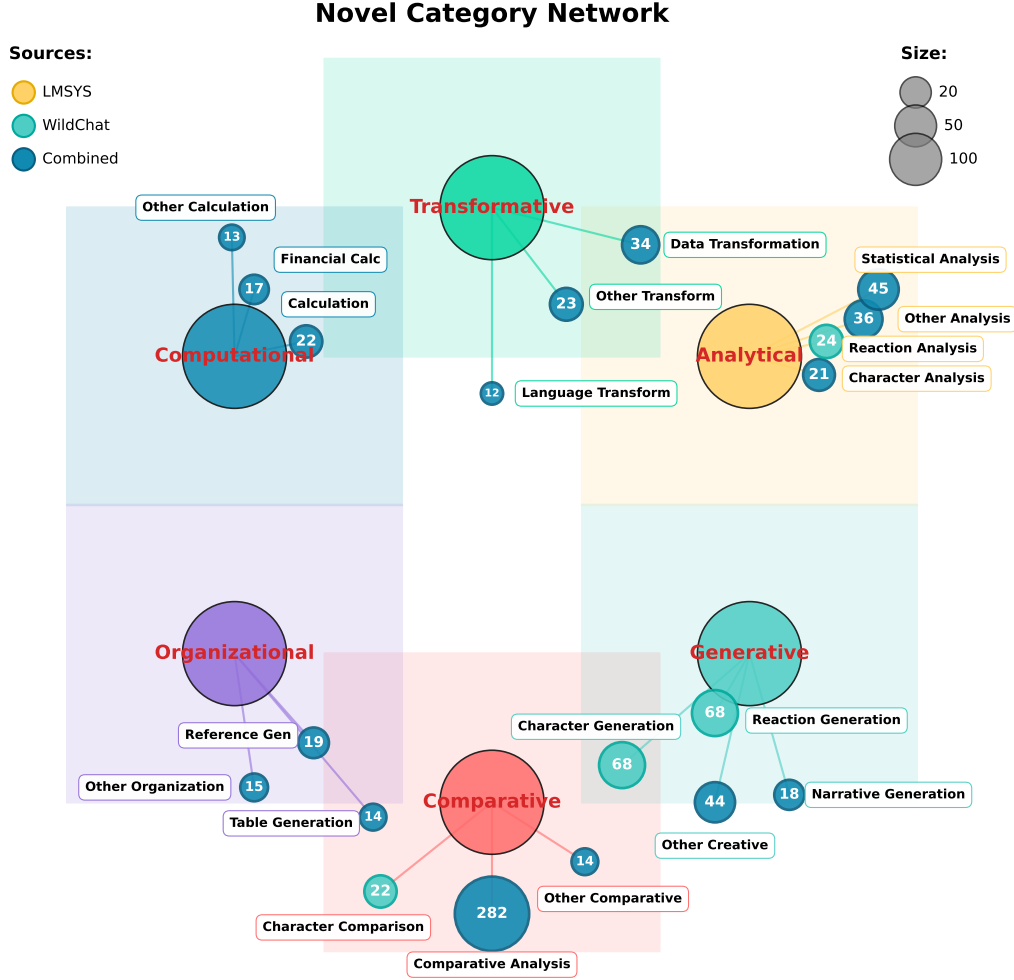 Novel Category Network
Sources:
LMSYS
WildChat
Combined
Size:
20
50
100
Other Calculation
13
Financial Calc
17
Calculation
22
Computational
Transformative
34
Data Transformation
23
Other Transform
12
Language Transform
Statistical Analysis
45
36
Other Analysis
24
Reaction Analysis
21
Character Analysis
Analytical
Organizational
Reference Gen
19
Other Organization
15
Table Generation
14
Comparative
22
Character Comparison
282
Comparative Analysis
14
Other Comparative
Generative
68
Reaction Generation
Character Generation
68
44
Other Creative
18
Narrative Generation